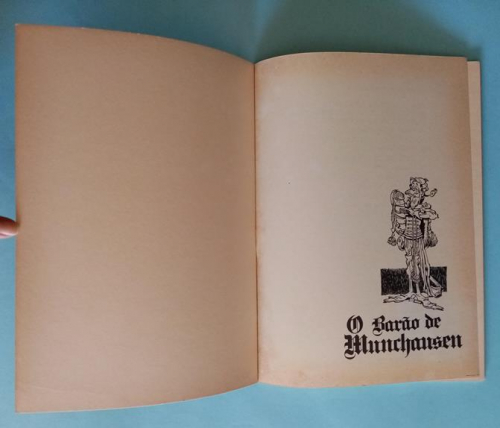 O Barão de
Munchausen